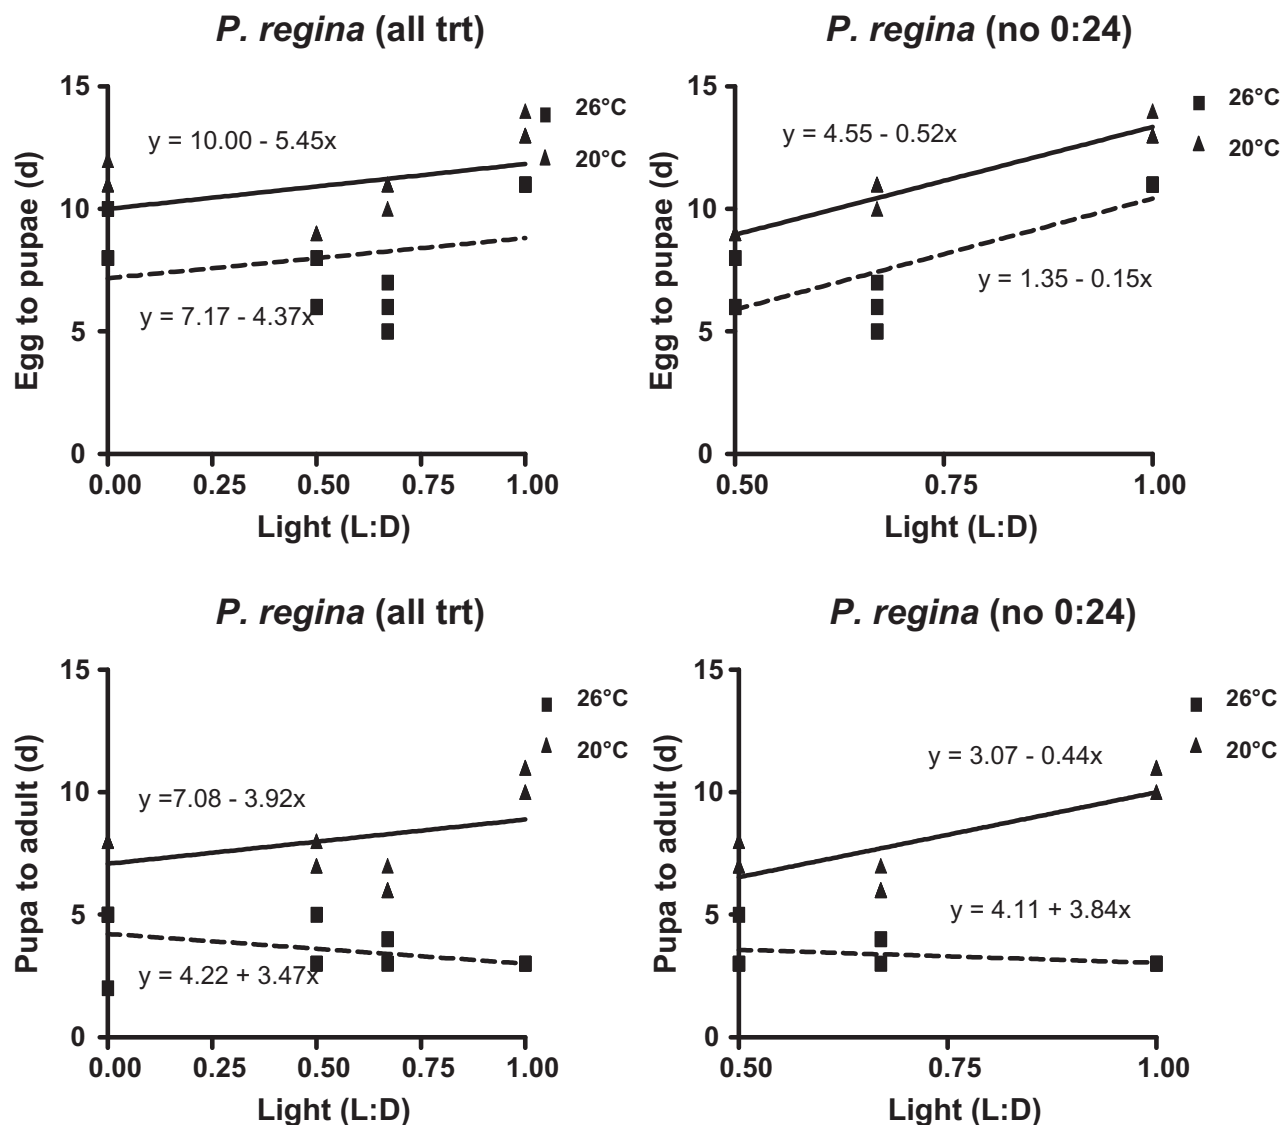 P. regina (all trt)
15
10
5
0
Egg to pupae (d)
y = 10.00 - 5.45x
y = 7.17 - 4.37x
26°C
20°C
0.00 0.25 0.50 0.75 1.00
Light (L:D)
P. regina (no 0:24)
15
10
5
0
Egg to pupae (d)
y = 4.55 - 0.52x
y = 1.35 - 0.15x
26°C
20°C
0.50 0.75 1.00
Light (L:D)
P. regina (all trt)
15
10
5
0
Pupa to adult (d)
y =7.08 - 3.92x
y = 4.22 + 3.47x
26°C
20°C
0.00 0.25 0.50 0.75 1.00
Light (L:D)
P. regina (no 0:24)
15
10
5
0
Pupa to adult (d)
y = 3.07 - 0.44x
y = 4.11 + 3.84x
26°C
20°C
0.50 0.75 1.00
Light (L:D)